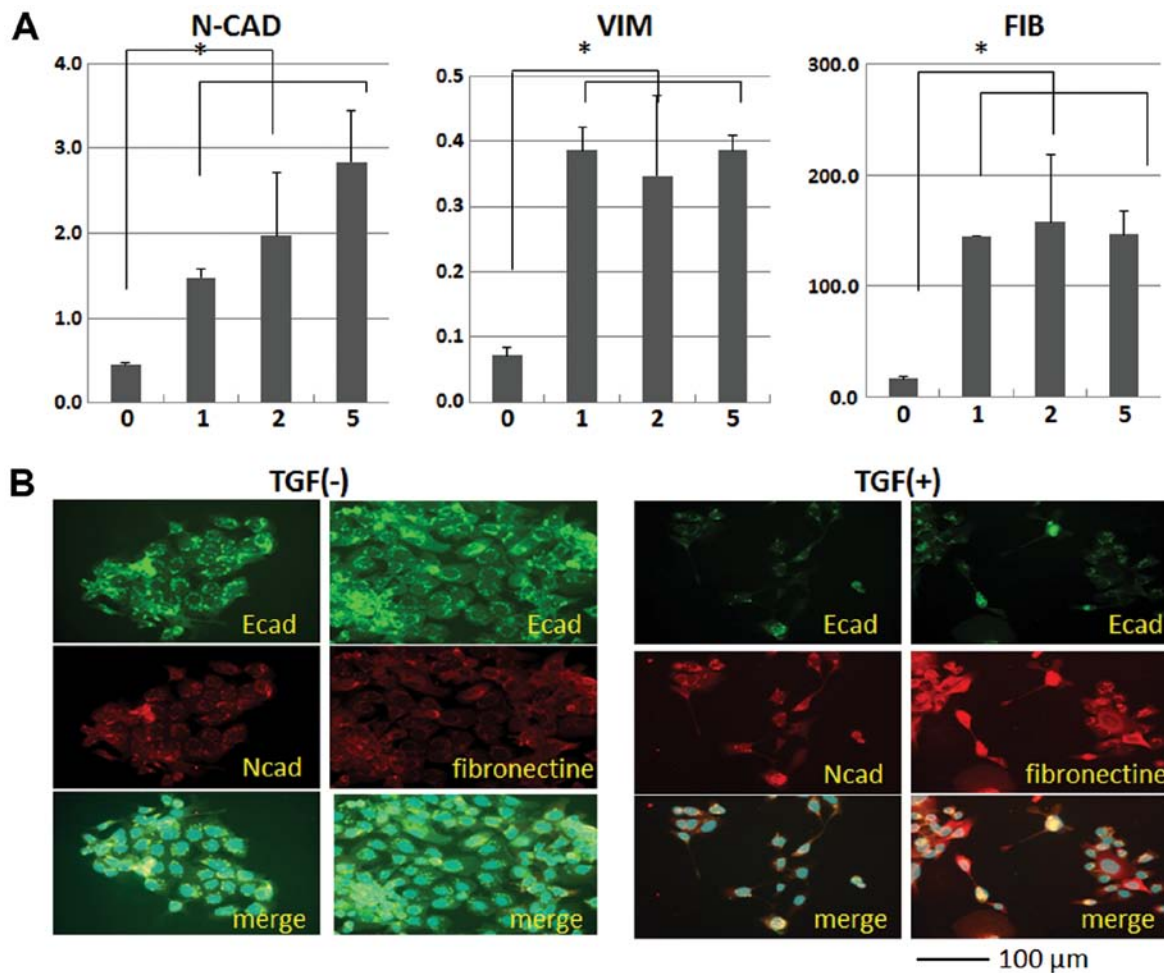 A
N-CAD
*
4.0
3.0
2.0
1.0
0.0
0 1 2 5
VIM
*
0.5
0.4
0.3
0.2
0.1
0.0
0 1 2 5
FIB
*
300.0
200.0
100.0
0.0
0 1 2 5
B
TGF(-) TGF(+)
Ecad Ecad Ecad Ecad
Ncad fibronectine Ncad fibronectine
merge merge merge merge
100 µm